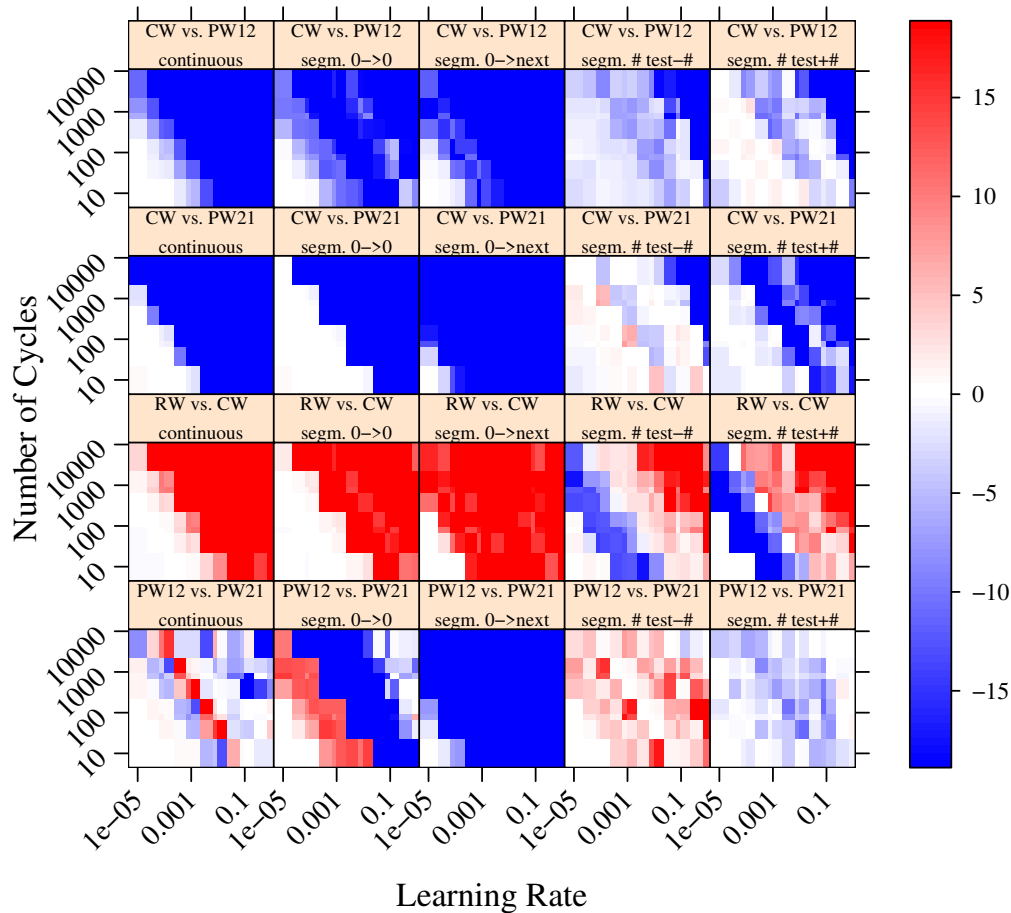 CW vs. PW12 CW vs. PW12 CW vs. PW12 CW vs. PW12 CW vs. PW12
continuous segm. 0−>0 segm. 0−>next segm. # test−# segm. # test+#
CW vs. PW21 CW vs. PW21 CW vs. PW21 CW vs. PW21 CW vs. PW21
continuous segm. 0−>0 segm. 0−>next segm. # test−# segm. # test+#
RW vs. CW RW vs. CW RW vs. CW RW vs. CW RW vs. CW
continuous segm. 0−>0 segm. 0−>next segm. # test−# segm. # test+#
PW12 vs. PW21 PW12 vs. PW21 PW12 vs. PW21 PW12 vs. PW21 PW12 vs. PW21
continuous segm. 0−>0 segm. 0−>next segm. # test−# segm. # test+#
10000
1000
100
10
10000
1000
100
10
10000
1000
100
10
10000
1000
100
10
Number of Cycles
1e−05 0.001 0.1 1e−05 0.001 0.1 1e−05 0.001 0.1 1e−05 0.001 0.1 1e−05 0.001 0.1
Learning Rate
15
10
5
0
−5
−10
−15